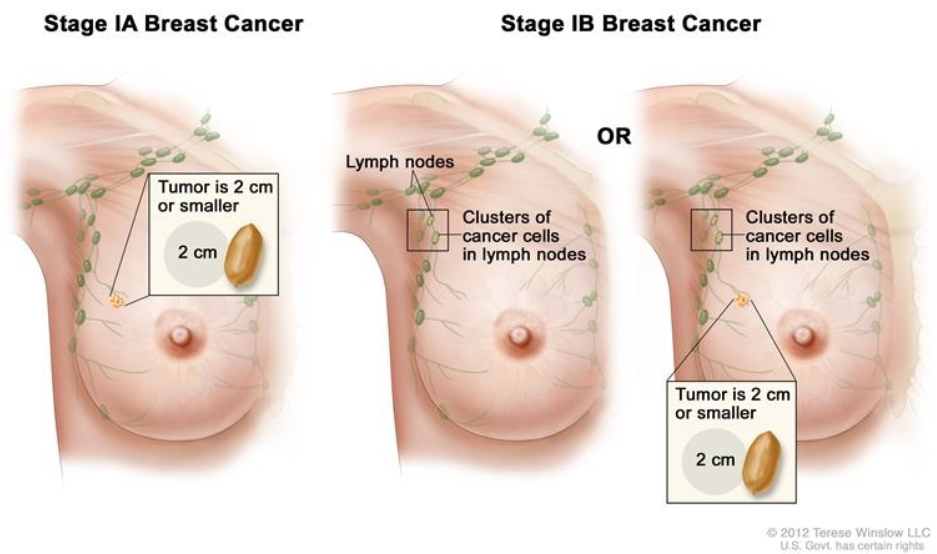 Stage IA Breast Cancer
Stage IB Breast Cancer
Tumor is 2 cm
or smaller
2 cm
Lymph nodes
Clusters of
cancer cells
in lymph nodes
OR
Clusters of
cancer cells
in lymph nodes
Tumor is 2 cm
or smaller
2 cm
© 2012 Terese Winslow LLC
U.S. Govt. has certain rights